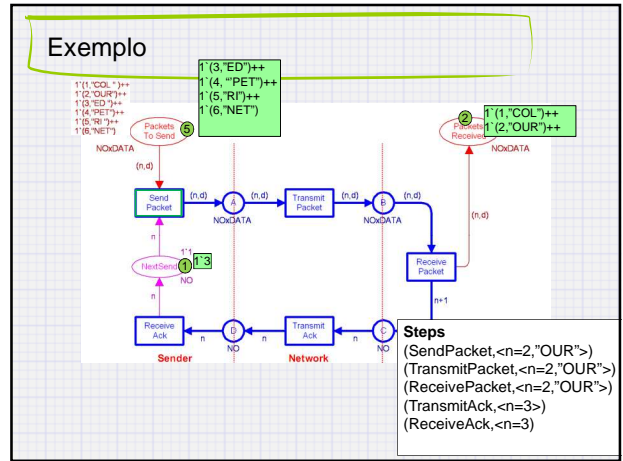 Exemplo
1`(3,"ED")++
1`(4, “'PET")++
1`(5,"RI")++
1`(6,"NET")
1`(1,"COL " )++
1`(2,"OUR")++
1`(3,"ED ")++
1`(4,"PET")++
1`(5,"RI ")++
1`(6,"NET")
Packets
To Send
5
NOxDATA
2
1`(1,"COL")++
1`(2,"OUR")++
Packets
Received
NOxDATA
(n,d)
Send
Packet
(n,d)
A
NOxDATA
(n,d)
Transmit
Packet
(n,d)
B
NOxDATA
(n,d)
(n,d)
n
1`1
NextSend
1
1`3
NO
Receive
Packet
n
n+1
Receive
Ack
n
D
NO
n
Transmit
Ack
n
C
NO
Sender
Network
Steps
(SendPacket,<n=2,”OUR”>)
(TransmitPacket,<n=2,”OUR”>)
(ReceivePacket,<n=2,”OUR”>)
(TransmitAck,<n=3>)
(ReceiveAck,<n=3)